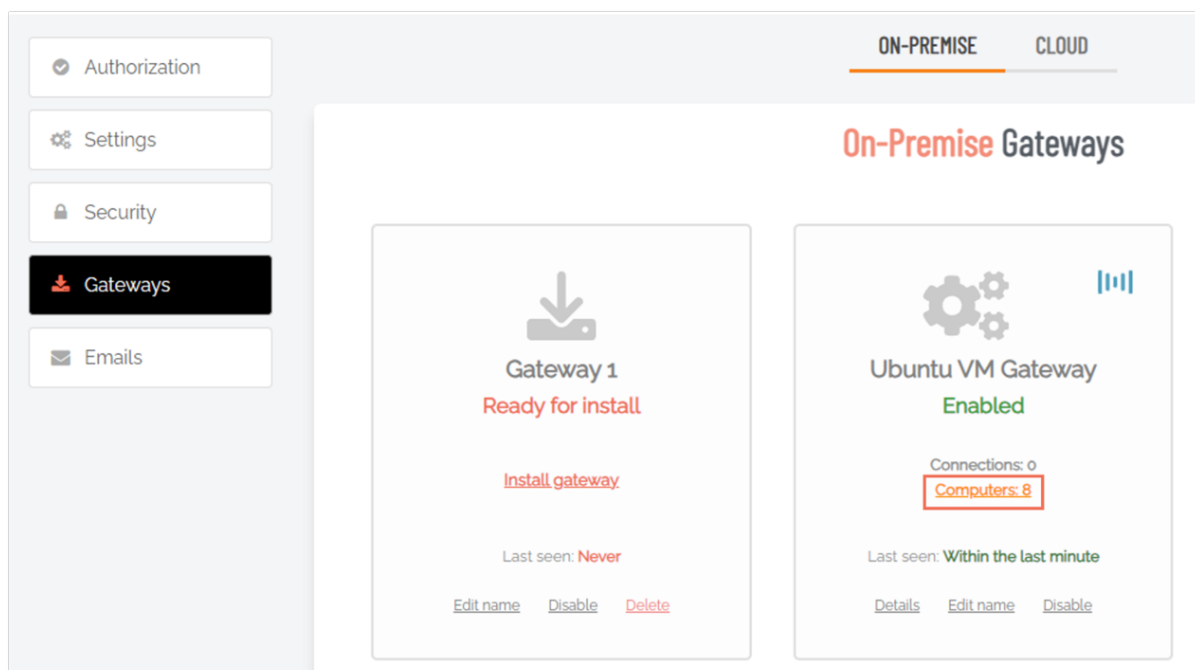 Authorization
Settings
Security
Gateways
Emails
ON-PREMISE CLOUD
On-Premise Gateways
Gateway 1
Ready for install
Install gateway
Last seen: Never
Edit name Disable Delete
Ubuntu VM Gateway
Enabled
Connections: 0
Computers: 8
Last seen: Within the last minute
Details Edit name Disable